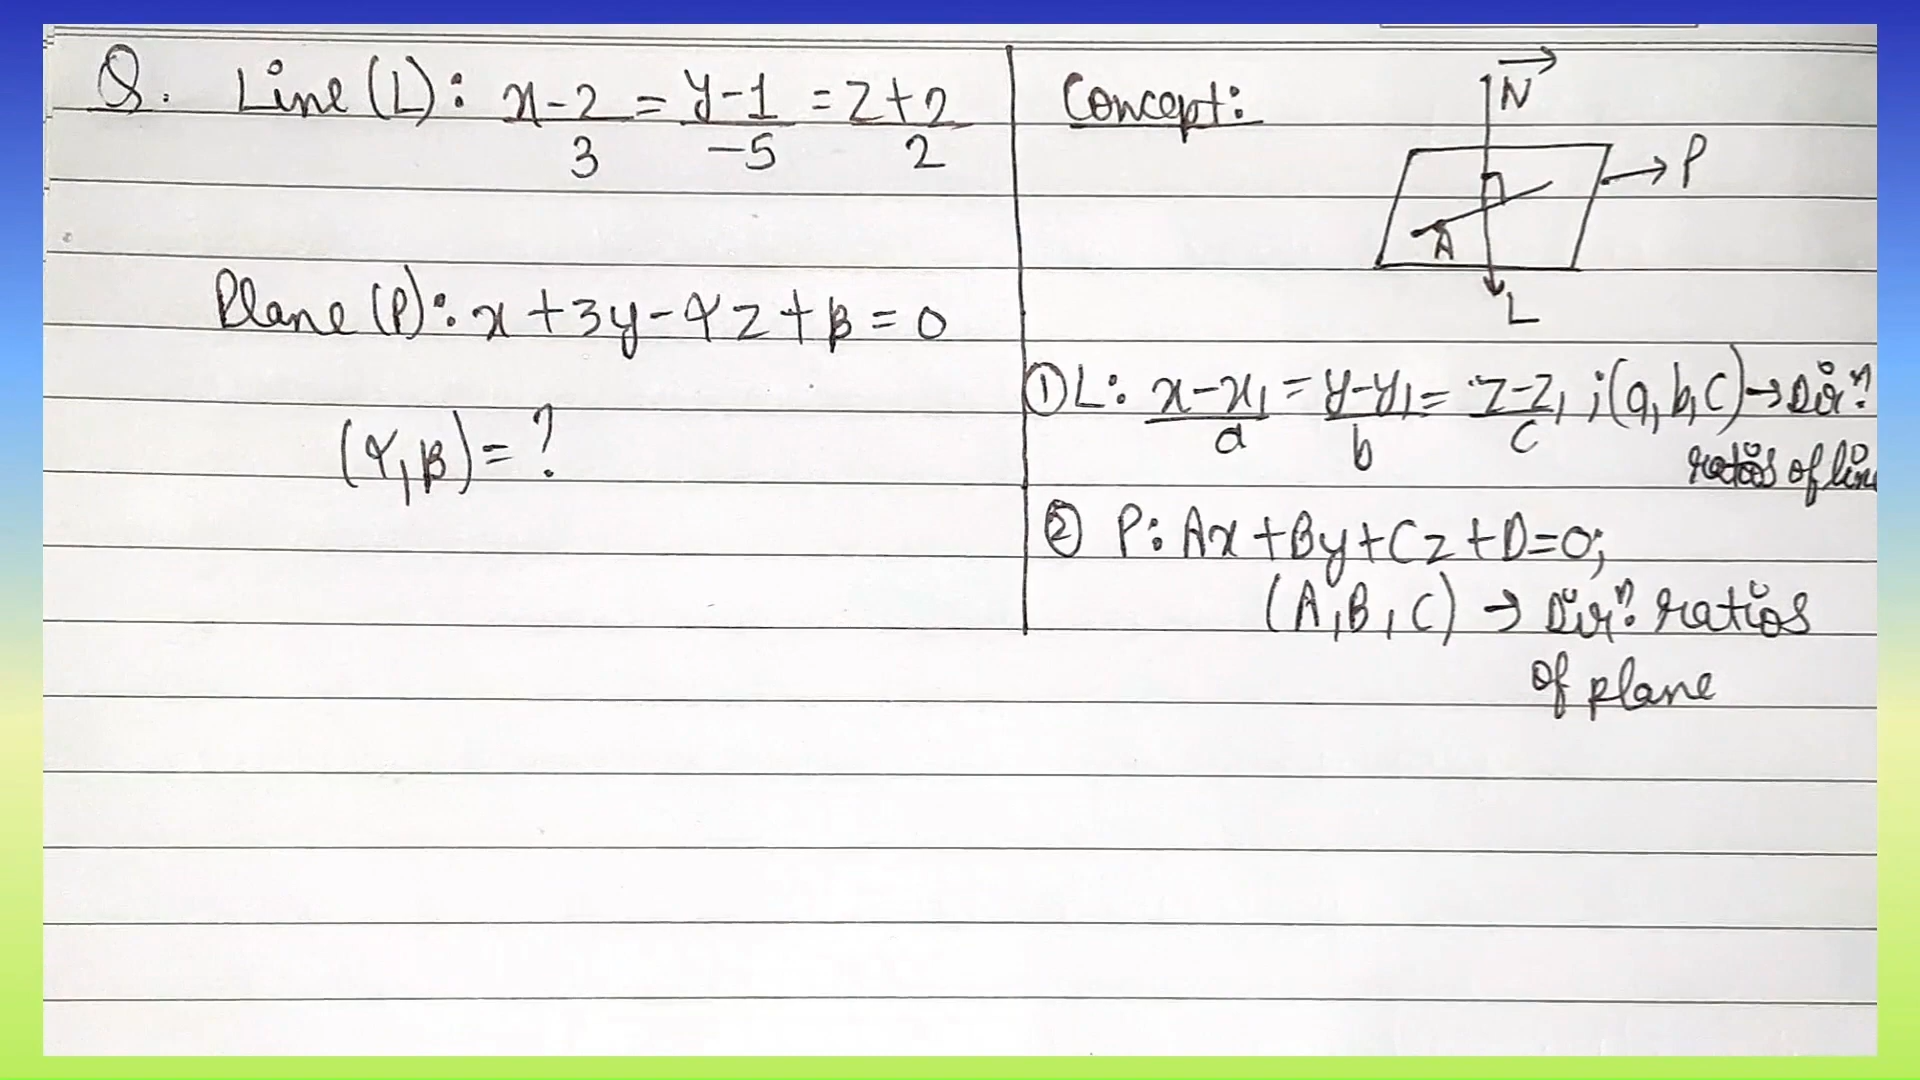 Q. Line (L): x-2/3 = y-1/-5 = z+2/2
Plane (P): x+3y-αz+β=0
(α,β)=?
Concept:
N
P
A
L
① L: x-x₁/a = y-y₁/b = z-z₁/c ; (a,b,c)→Dirⁿ.
ratios of line
② P: Ax+By+Cz+D=0;
(A,B,C) → Dirⁿ. ratios
of plane